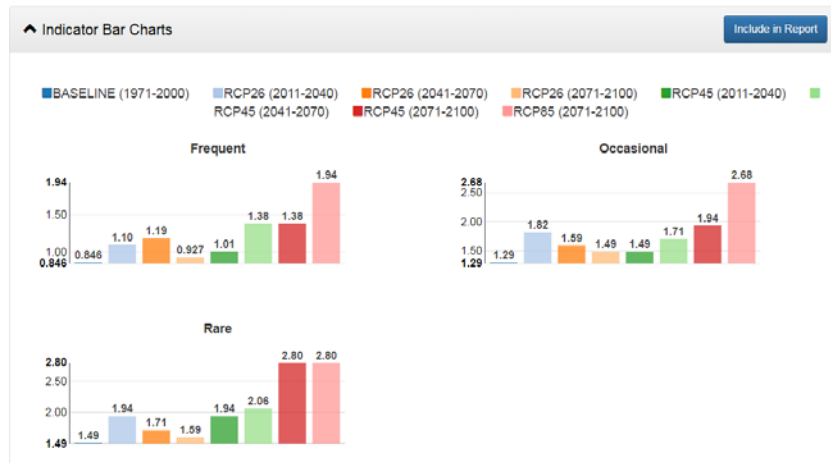 Indicator Bar Charts
Include in Report
BASELINE (1971-2000) RCP26 (2011-2040) RCP26 (2041-2070) RCP26 (2071-2100) RCP45 (2011-2040)
RCP45 (2041-2070) RCP45 (2071-2100) RCP85 (2071-2100)
Frequent
1.94
1.50
1.00
0.846
0.846 1.10 1.19 0.927 1.01 1.38 1.38 1.94
Occasional
2.68
2.50
2.00
1.50
1.29
1.29 1.82 1.59 1.49 1.49 1.71 1.94 2.68
Rare
2.80
2.50
2.00
1.49
1.49 1.94 1.71 1.59 1.94 2.06 2.80 2.80